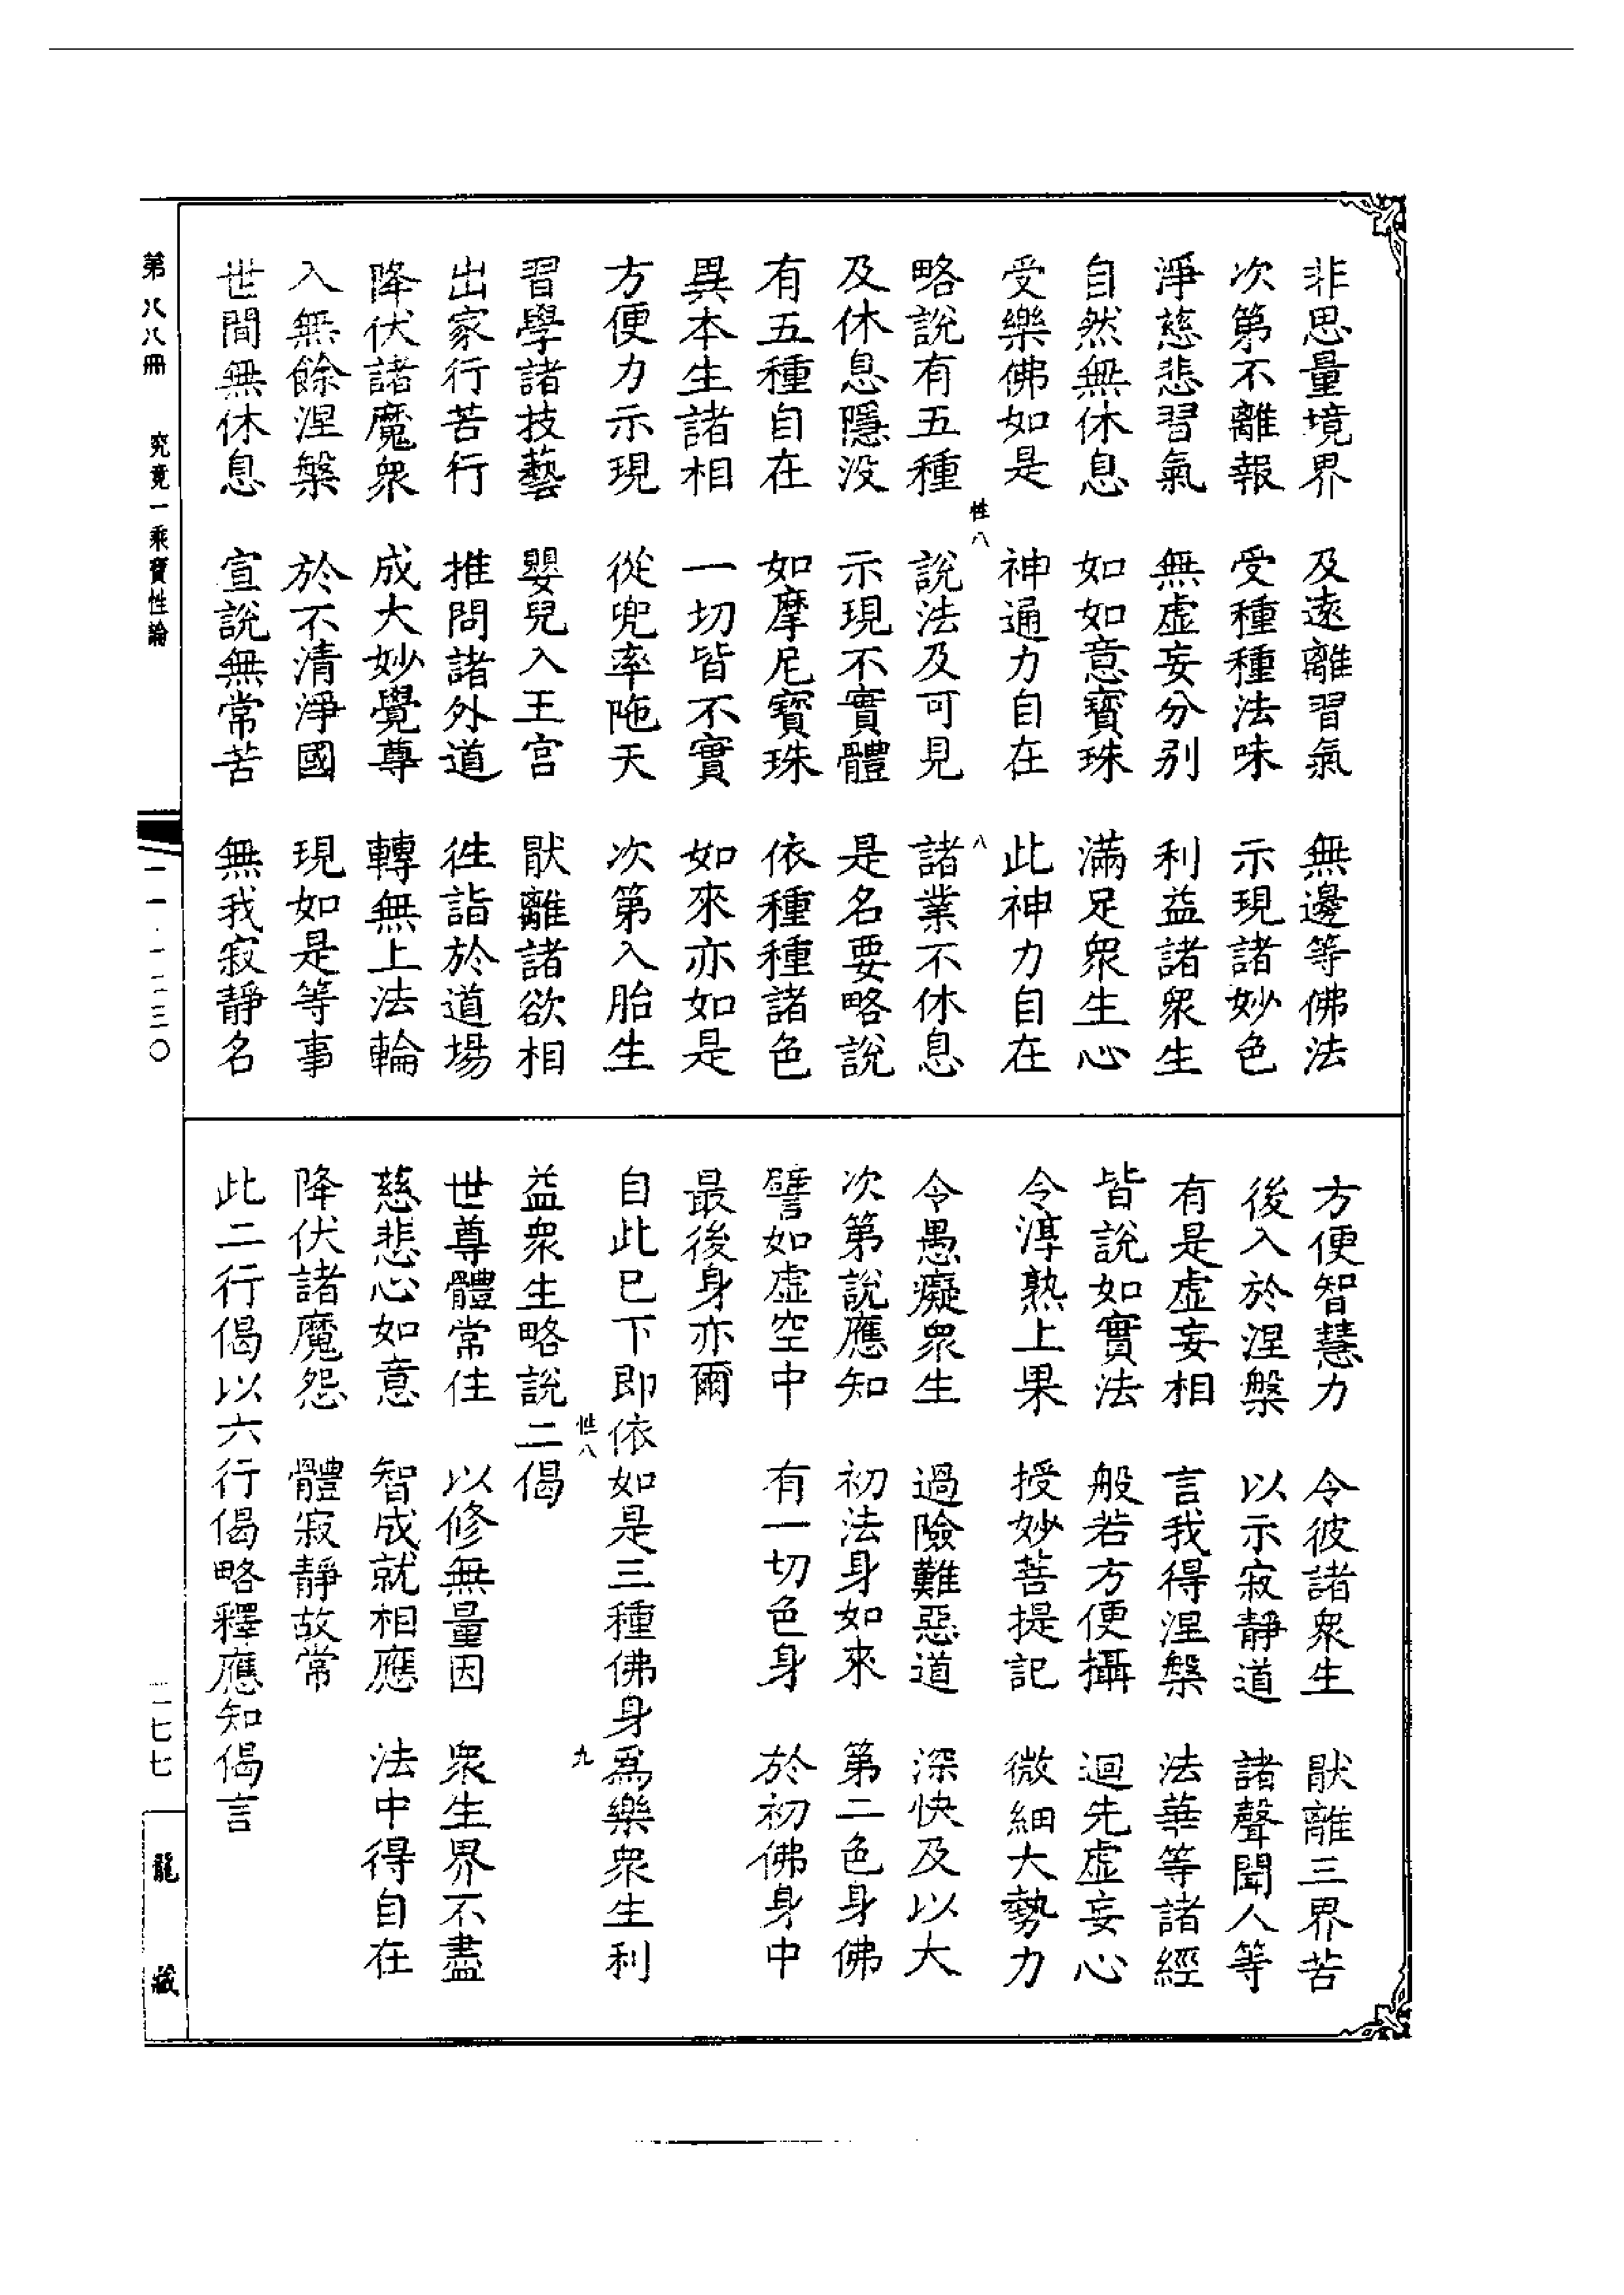 非思量境界　及遠離習氣　無邊等佛法
次第不離報　受種種法味　示現諸妙色
淨慈悲習氣　無虛妄分別　利益諸衆生
自然無休息　如如意寶珠　滿足衆生心
受樂佛如是　神通力自在　此神力自在
性八　八
略說有五種　說法及可見　諸業不休息
及休息隱沒　示現不實體　是名要略說
有五種自在　如摩尼寶珠　依種種諸色
異本生諸相　一切皆不實　如來亦如是
方便力示現　從兜率陁天　次第入胎生
習學諸技藝　嬰兒入王宮　猒離諸欲相
出家行苦行　推問諸外道　往詣於道場
降伏諸魔衆　成大妙覺尊　轉無上法輪
入無餘涅槃　於不清淨國　現如是等事
世間無休息　宣說無常苦　無我寂靜名
方便智慧力　令彼諸衆生　猒離三界苦
後入於涅槃　以示寂靜道　諸聲聞人等
有是虛妄相　言我得涅槃　法華等諸經
皆說如實法　般若方便攝　迴先虛妄心
令淳熟上果　授妙菩提記　微細大勢力
令愚癡衆生　過險難惡道　深快及以大
次第說應知　初法身如來　第二色身佛
譬如虛空中　有一切色身　於初佛身中
最後身亦爾
自此已下即依如是三種佛身爲樂衆生利
性八　九
益衆生略說二偈
世尊體常住　以修無量因　衆生界不盡
慈悲心如意　智成就相應　法中得自在
降伏諸魔怨　體寂靜故常
此二行偈以六行偈略釋應知偈言
第八八冊　究竟一乘寶性論　一一·一二三〇　一七七　龍藏